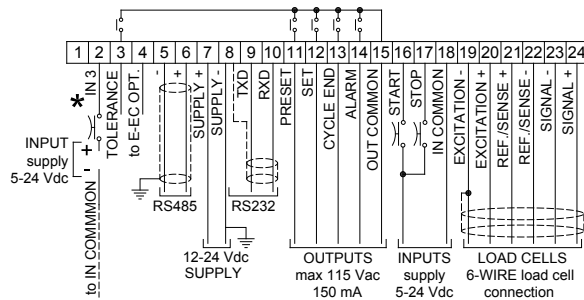 1 2 3 4 5 6 7 8 9 10 11 12 13 14 15 16 17 18 19 20 21 22 23 24
*
IN 3
TOLERANCE
to E-EC OPT.
-
+
SUPPLY +
SUPPLY -
TXD
RXD
PRESET
SET
CYCLE END
ALARM
OUT COMMON
START
STOP
IN COMMON
EXCITATION -
EXCITATION +
REF./SENSE +
REF./SENSE -
SIGNAL -
SIGNAL +
INPUT
supply
5-24 Vdc
+
-
to IN COMMMON
RS485
RS232
12-24 Vdc
SUPPLY
OUTPUTS
max 115 Vac
150 mA
INPUTS
supply
5-24 Vdc
LOAD CELLS
6-WIRE load cell
connection